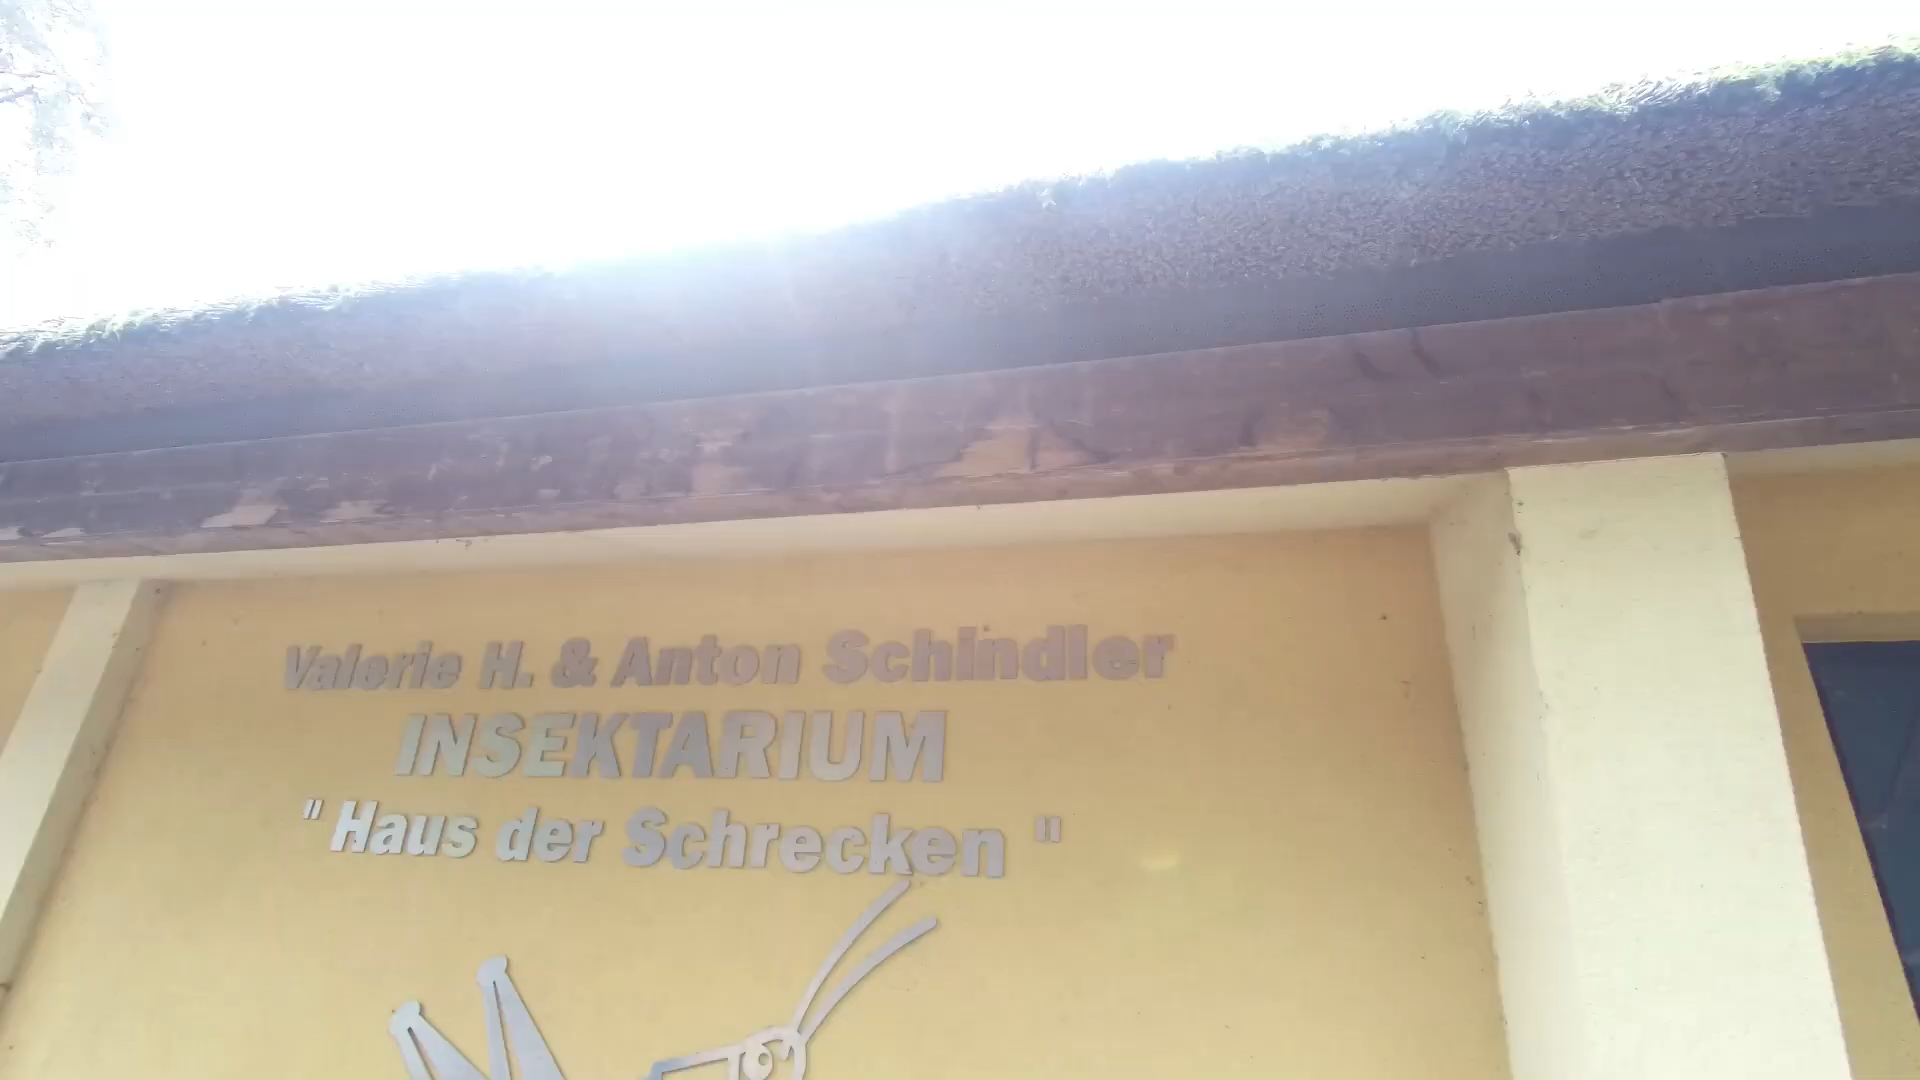 Valerie H. & Anton Schindler
INSEKTARIUM
" Haus der Schrecken "